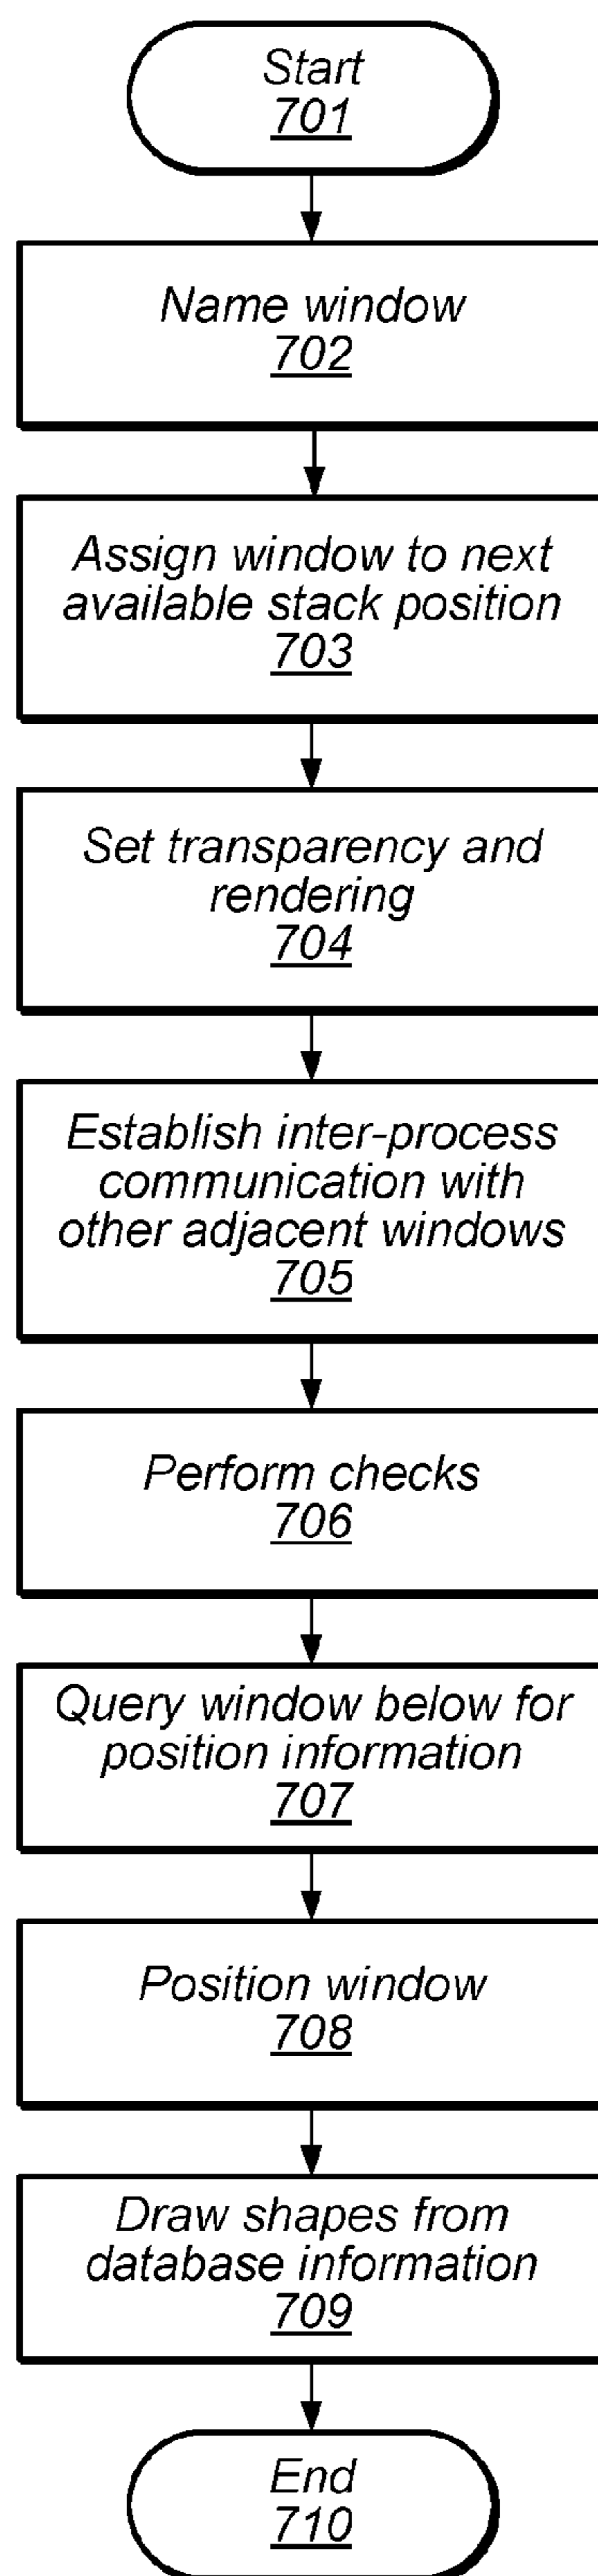 Start
701
Name window
702
Assign window to next
available stack position
703
Set transparency and
rendering
704
Establish inter-process
communication with
other adjacent windows
705
Perform checks
706
Query window below for
position information
707
Position window
708
Draw shapes from
database information
709
End
710